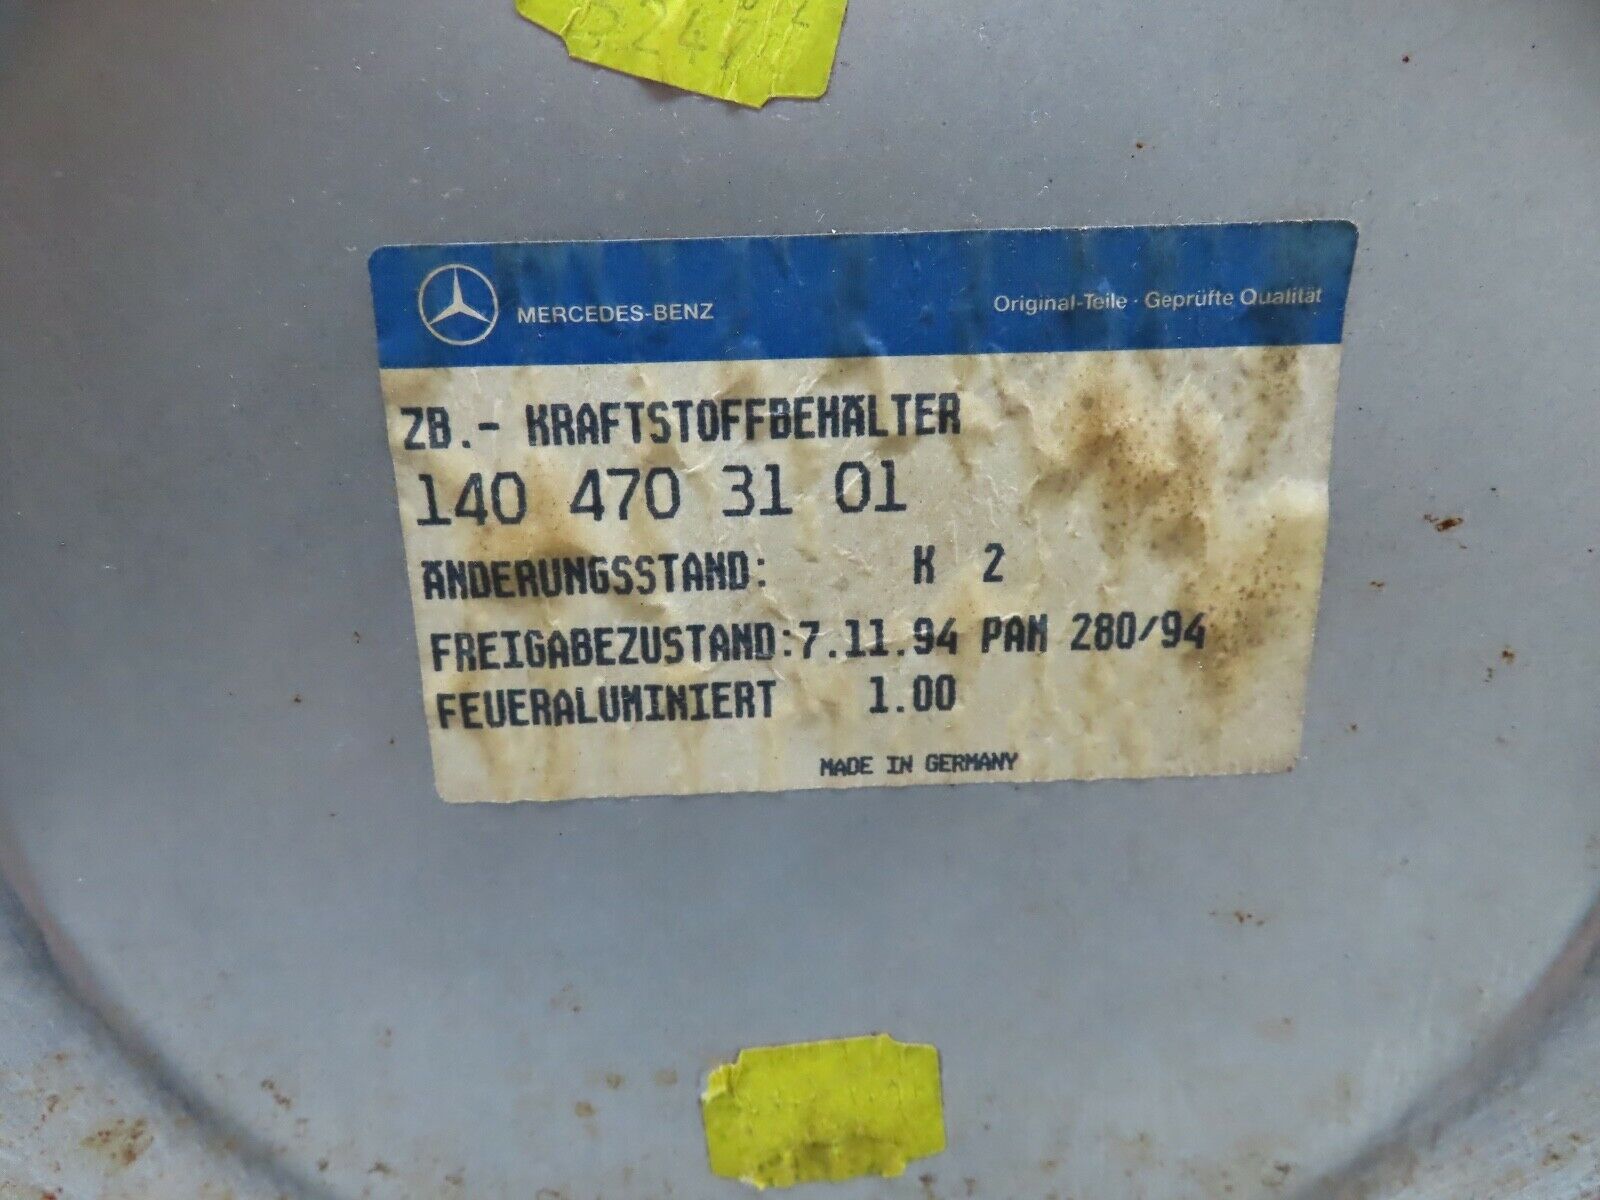 MERCEDES-BENZ
Original-Teile · Geprüfte Qualität
ZB.- KRAFTSTOFFBEHÄLTER
140 470 31 01
ÄNDERUNGSSTAND: K 2
FREIGABEZUSTAND:7.11.94 PAN 280/94
FEUERALUMINIERT 1.00
MADE IN GERMANY